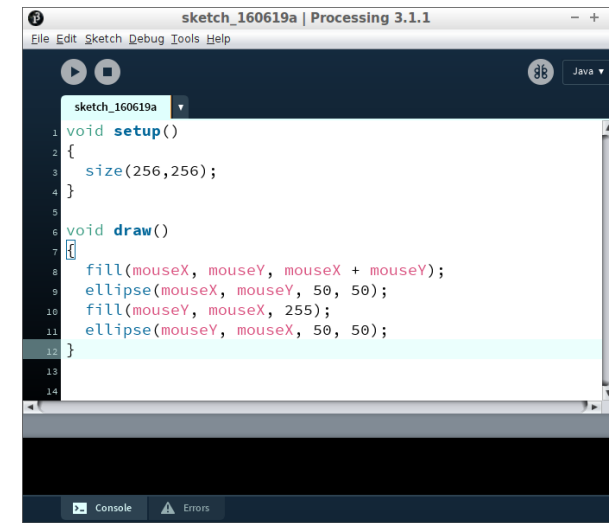 sketch_160619a | Processing 3.1.1
File Edit Sketch Debug Tools Help
Java ▼
sketch_160619a ▼
1 void setup()
2 {
3   size(256,256);
4 }
5
6 void draw()
7 {
8   fill(mouseX, mouseY, mouseX + mouseY);
9   ellipse(mouseX, mouseY, 50, 50);
10   fill(mouseY, mouseX, 255);
11   ellipse(mouseY, mouseX, 50, 50);
12 }
13
14
Console Errors